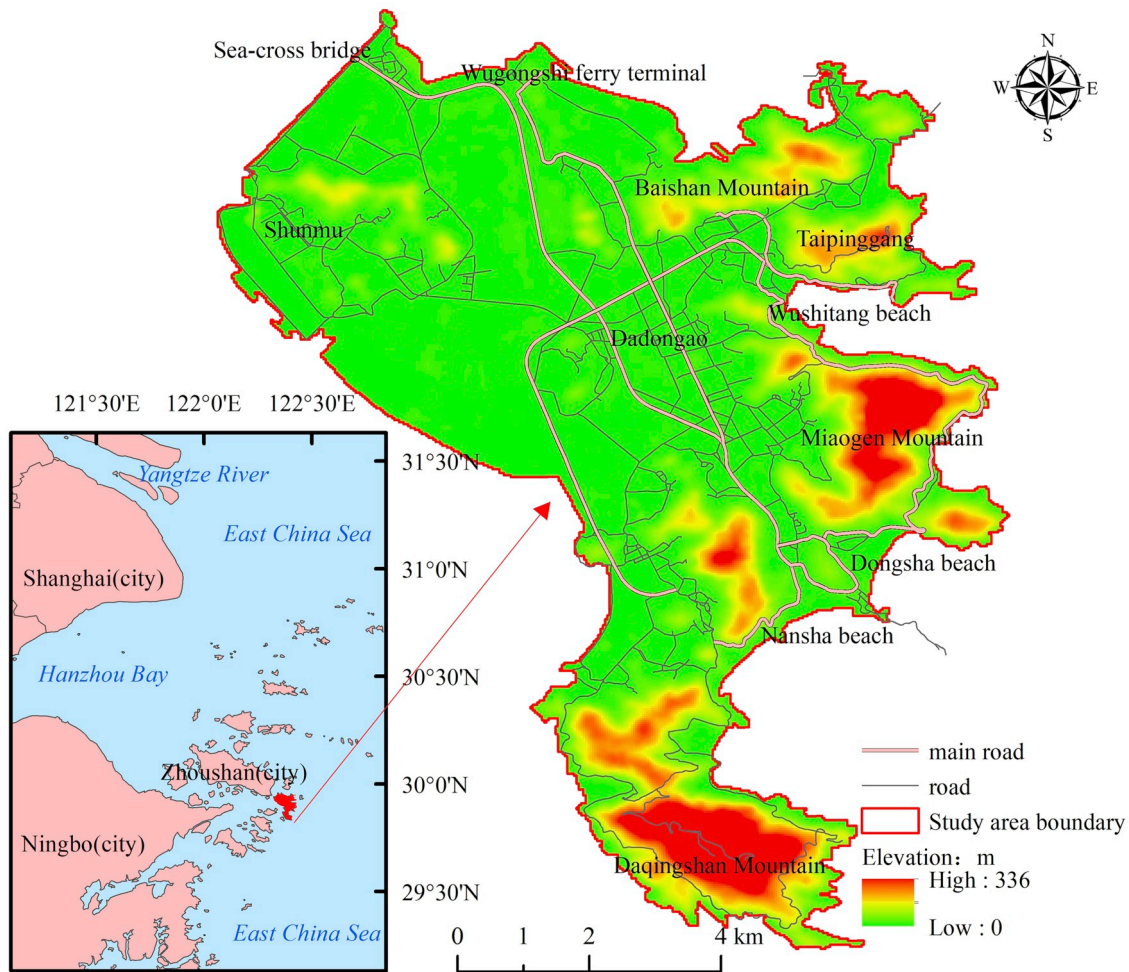 Sea-cross bridge
Wugongshi ferry terminal
N
W E
S
Baishan Mountain
Shunmu
Taipinggang
Wushitang beach
Dadongao
Miaogen Mountain
Dongsha beach
Nansha beach
Daqingshan Mountain
121°30'E 122°0'E 122°30'E
31°30'N
31°0'N
30°30'N
30°0'N
29°30'N
Yangtze River
East China Sea
Shanghai(city)
Hanzhou Bay
Zhoushan(city)
Ningbo(city)
East China Sea
main road
road
Study area boundary
Elevation: m
High : 336
Low : 0
0 1 2 4 km